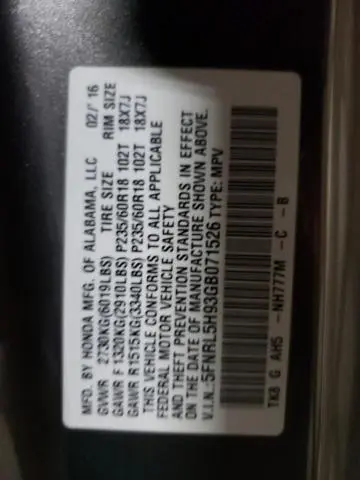 MFD. BY HONDA MFG. OF ALABAMA, LLC 02/ 16
GVWR 2730KG(6019LBS) TIRE SIZE RIM SIZE
GAWR F 1320KG(2910LBS) P235/60R18 102T 18X7J
GAWR R1515KG(3340LBS) P235/60R18 102T 18X7J
THIS VEHICLE CONFORMS TO ALL APPLICABLE
FEDERAL MOTOR VEHICLE SAFETY
AND THEFT PREVENTION STANDARDS IN EFFECT
ON THE DATE OF MANUFACTURE SHOWN ABOVE.
V.I.N.:5FNRL5H93GB071526 TYPE: MPV
TK8 G AH5 -NH777M -C -B